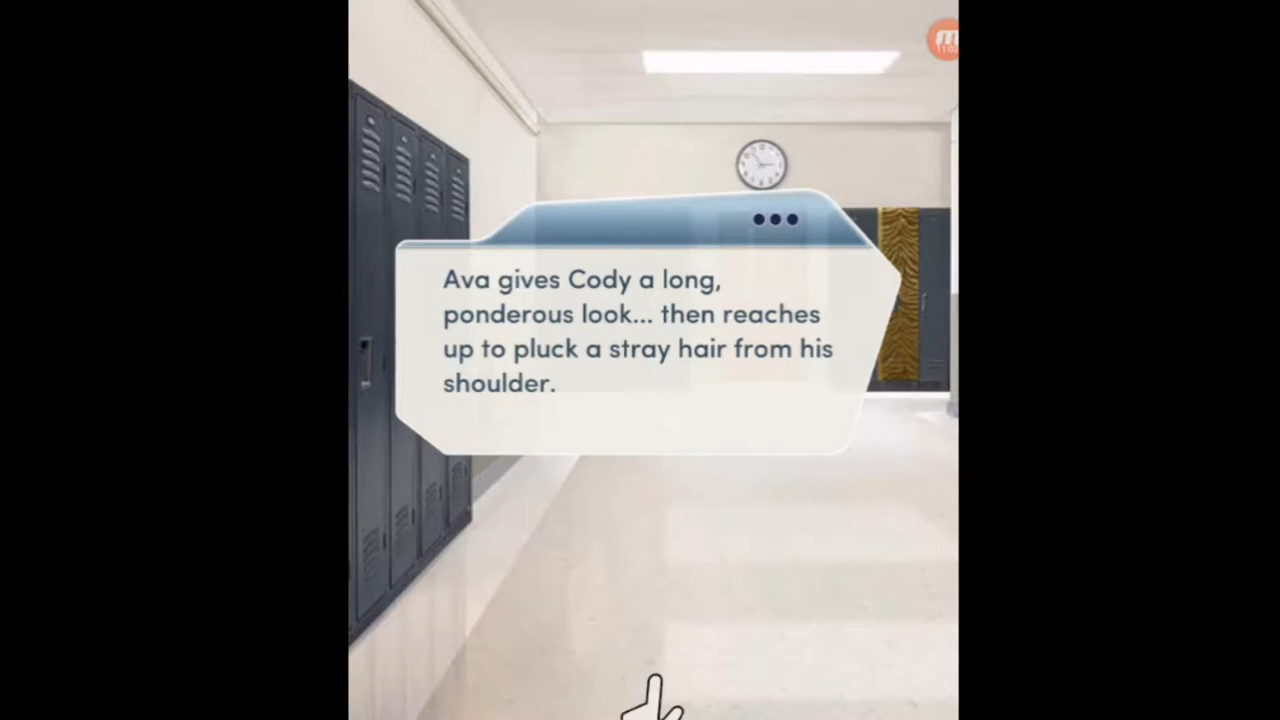 Ava gives Cody a long,
ponderous look... then reaches
up to pluck a stray hair from his
shoulder.